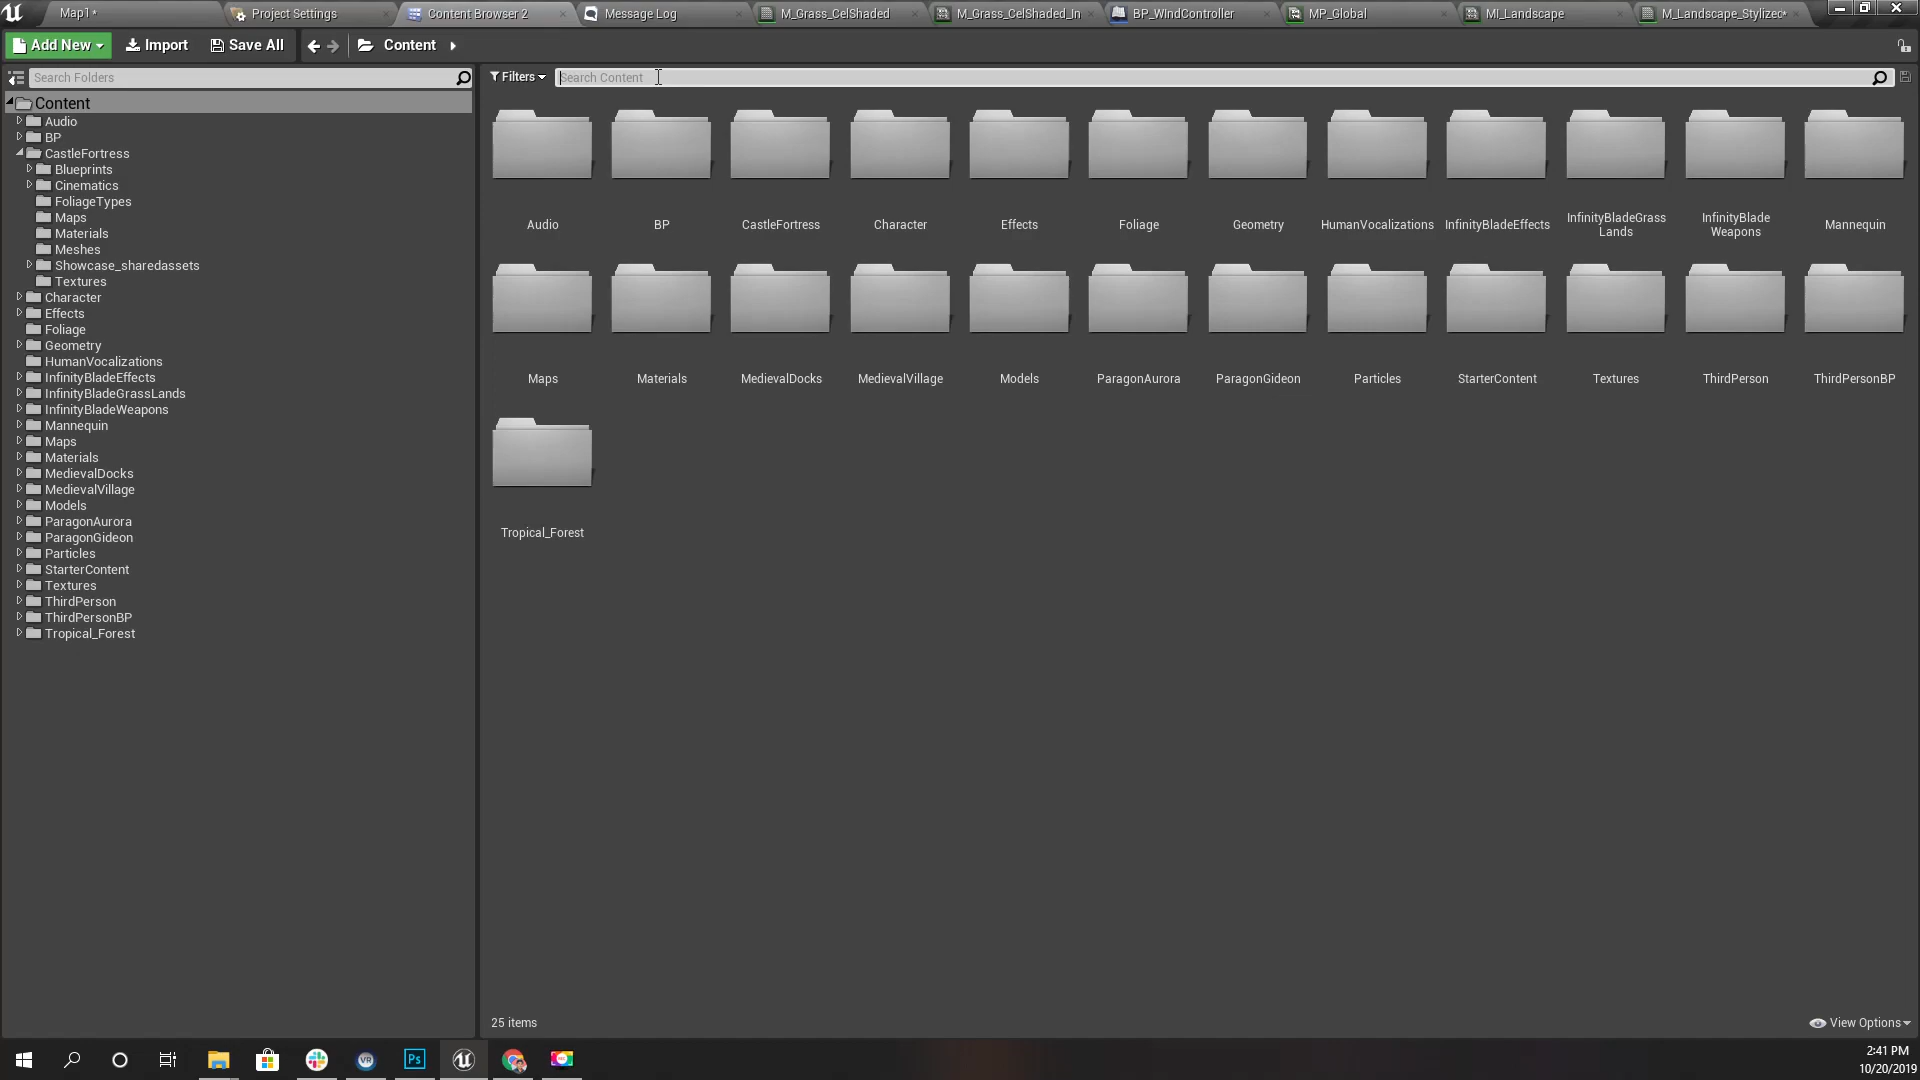 Map1*
Project Settings
Content Browser 2
Message Log
M_Grass_CelShaded
M_Grass_CelShaded_In
BP_WindController
MP_Global
MI_Landscape
M_Landscape_Stylized*
Add New
Import
Save All
Content
Search Folders
Filters
Search Content
Content
Audio
BP
CastleFortress
Blueprints
Cinematics
FoliageTypes
Maps
Materials
Meshes
Showcase_sharedassets
Textures
Character
Effects
Foliage
Geometry
HumanVocalizations
InfinityBladeEffects
InfinityBladeGrassLands
InfinityBladeWeapons
Mannequin
Maps
Materials
MedievalDocks
MedievalVillage
Models
ParagonAurora
ParagonGideon
Particles
StarterContent
Textures
ThirdPerson
ThirdPersonBP
Tropical_Forest
Audio
BP
CastleFortress
Character
Effects
Foliage
Geometry
HumanVocalizations
InfinityBladeEffects
InfinityBladeGrass
Lands
InfinityBlade
Weapons
Mannequin
Maps
Materials
MedievalDocks
MedievalVillage
Models
ParagonAurora
ParagonGideon
Particles
StarterContent
Textures
ThirdPerson
ThirdPersonBP
Tropical_Forest
25 items
View Options
VR
Ps
2:41 PM
10/20/2019